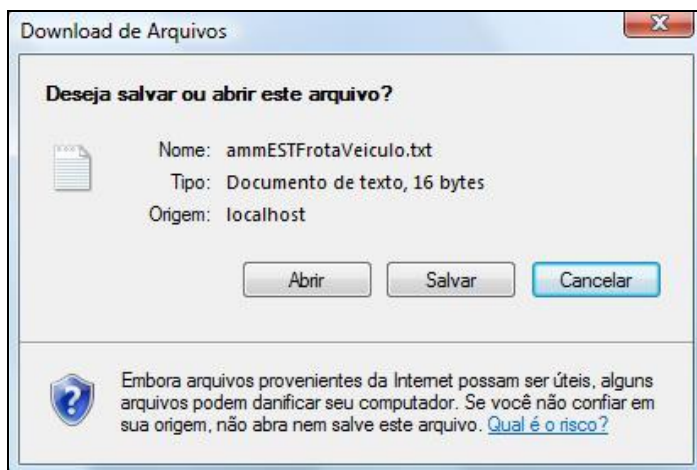 Download de Arquivos
Deseja salvar ou abrir este arquivo?
Nome: ammESTFrotaVeiculo.txt
Tipo: Documento de texto, 16 bytes
Origem: localhost
Abrir Salvar Cancelar
Embora arquivos provenientes da Internet possam ser úteis, alguns
arquivos podem danificar seu computador. Se você não confiar em
sua origem, não abra nem salve este arquivo. Qual é o risco?